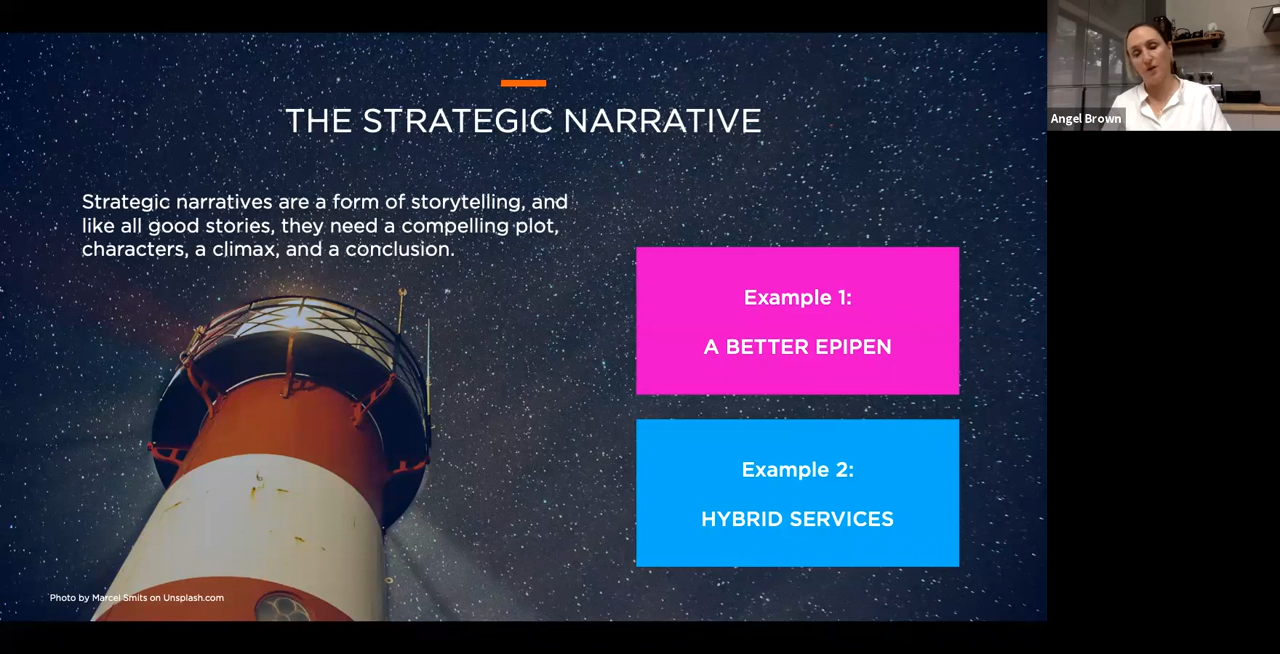 THE STRATEGIC NARRATIVE
Strategic narratives are a form of storytelling, and
like all good stories, they need a compelling plot,
characters, a climax, and a conclusion.
Example 1:
A BETTER EPIPEN
Example 2:
HYBRID SERVICES
Photo by Marcel Smits on Unsplash.com
Angel Brown